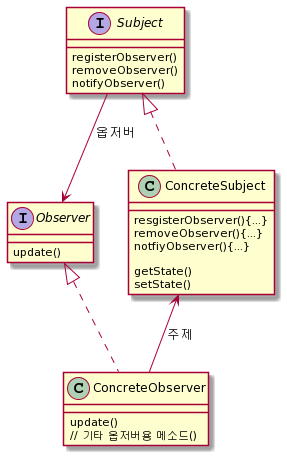 I Subject
registerObserver()
removeObserver()
notifyObserver()
옵저버
I Observer
update()
C ConcreteSubject
resgisterObserver(){...}
removeObserver(){...}
notfiyObserver(){...}
getState()
setState()
주제
C ConcreteObserver
update()
// 기타 옵저버용 메소드()